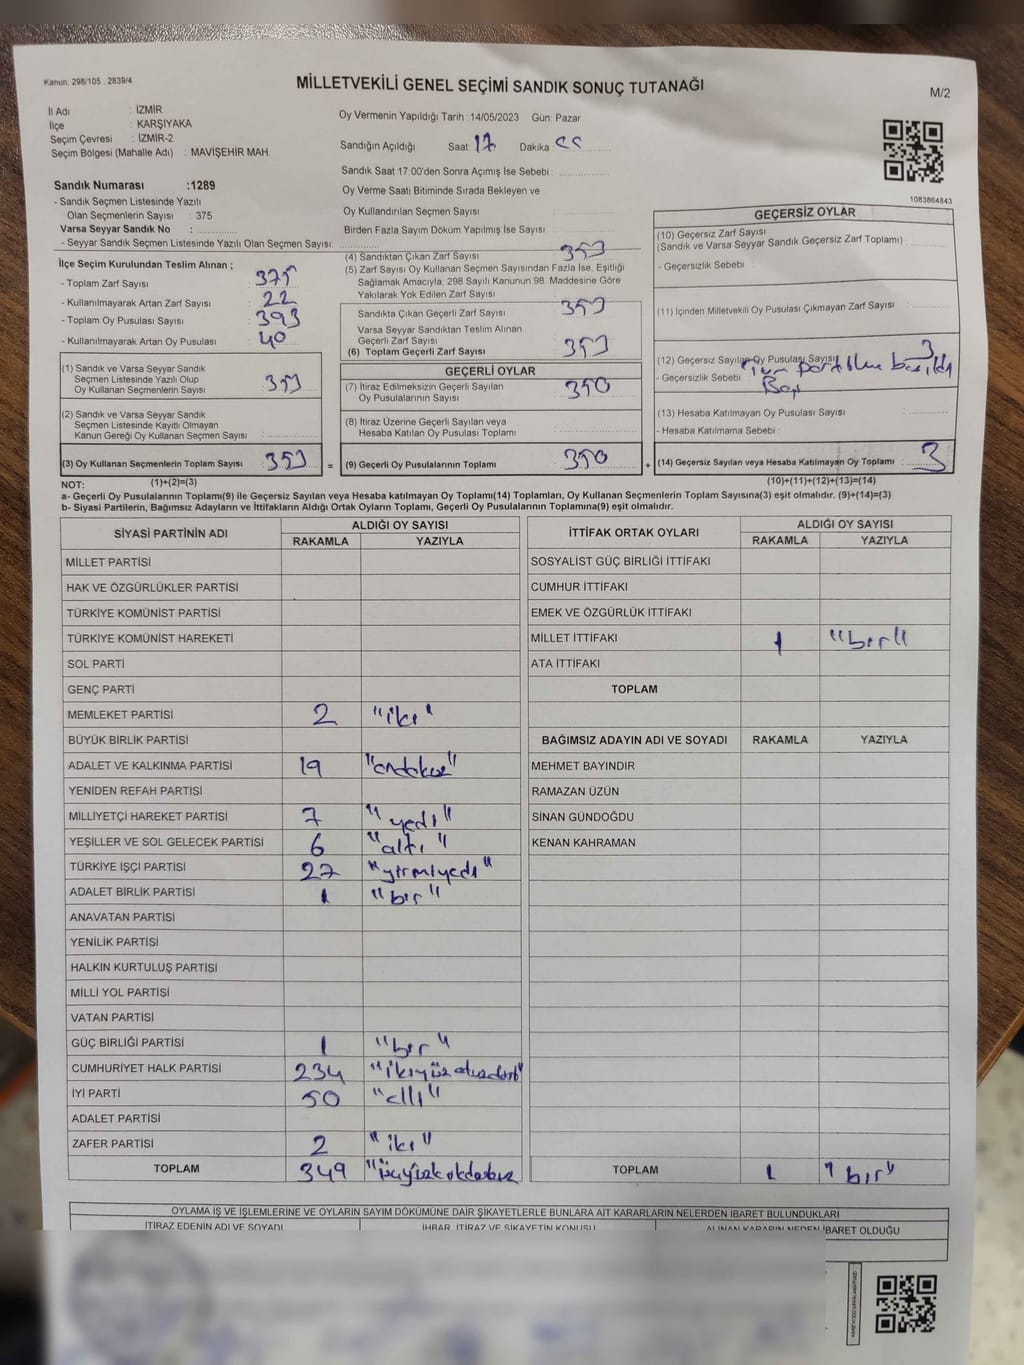 Kanun: 298/105 . 2839/4
MİLLETVEKİLİ GENEL SEÇİMİ SANDIK SONUÇ TUTANAĞI
M/2
İl Adı : İZMİR
İlçe : KARŞIYAKA
Seçim Çevresi : İZMİR-2
Seçim Bölgesi (Mahalle Adı) : MAVİŞEHİR MAH.
Oy Vermenin Yapıldığı Tarih :14/05/2023 Gün: Pazar
Sandığın Açıldığı Saat: 17 Dakika
Sandık Saat 17:00'den Sonra Açımış İse Sebebi :
Oy Verme Saati Bitiminde Sırada Bekleyen ve
Oy Kullandırılan Seçmen Sayısı
Birden Fazla Sayım Döküm Yapılmış İse Sayısı :
1083864843
Sandık Numarası :1289
- Sandık Seçmen Listesinde Yazılı
Olan Seçmenlerin Sayısı : 375
Varsa Seyyar Sandık No :
- Seyyar Sandık Seçmen Listesinde Yazılı Olan Seçmen Sayısı:
İlçe Seçim Kurulundan Teslim Alınan ;
- Toplam Zarf Sayısı 375
- Kullanılmayarak Artan Zarf Sayısı 22
- Toplam Oy Pusulası Sayısı 393
- Kullanılmayarak Artan Oy Pusulası 40
(1) Sandık ve Varsa Seyyar Sandık
Seçmen Listesinde Yazılı Olup
Oy Kullanan Seçmenlerin Sayısı 353
(2) Sandık ve Varsa Seyyar Sandık
Seçmen Listesinde Kayıtlı Olmayan
Kanun Gereği Oy Kullanan Seçmen Sayısı
(3) Oy Kullanan Seçmenlerin Toplam Sayısı 353 =
(4) Sandıktan Çıkan Zarf Sayısı 353
(5) Zarf Sayısı Oy Kullanan Seçmen Sayısından Fazla İse, Eşitliği
Sağlamak Amacıyla; 298 Sayılı Kanunun 98. Maddesine Göre
Yakılarak Yok Edilen Zarf Sayısı
Sandıkta Çıkan Geçerli Zarf Sayısı 353
Varsa Seyyar Sandıktan Teslim Alınan
Geçerli Zarf Sayısı
(6) Toplam Geçerli Zarf Sayısı 353
GEÇERLİ OYLAR
(7) İtiraz Edilmeksizin Geçerli Sayılan
Oy Pusulalarının Sayısı 350
(8) İtiraz Üzerine Geçerli Sayılan veya
Hesaba Katılan Oy Pusulası Toplamı
(9) Geçerli Oy Pusulalarının Toplamı 350 +
GEÇERSİZ OYLAR
(10) Geçersiz Zarf Sayısı
(Sandık ve Varsa Seyyar Sandık Geçersiz Zarf Toplamı)
- Geçersizlik Sebebi
(11) İçinden Milletvekili Oy Pusulası Çıkmayan Zarf Sayısı
(12) Geçersiz Sayılan Oy Pusulası Sayısı 3
- Geçersizlik Sebebi
(13) Hesaba Katılmayan Oy Pusulası Sayısı
- Hesaba Katılmama Sebebi :
(14) Geçersiz Sayılan veya Hesaba Katılmayan Oy Toplamı 3
NOT: (1)+(2)=(3) (10)+(11)+(12)+(13)=(14)
a- Geçerli Oy Pusulalarının Toplamı(9) ile Geçersiz Sayılan veya Hesaba katılmayan Oy Toplamı(14) Toplamları, Oy Kullanan Seçmenlerin Toplam Sayısına(3) eşit olmalıdır. (9)+(14)=(3)
b- Siyasi Partilerin, Bağımsız Adayların ve İttifakların Aldığı Ortak Oyların Toplamı, Geçerli Oy Pusulalarının Toplamına(9) eşit olmalıdır.
SİYASİ PARTİNİN ADI ALDIĞI OY SAYISI
RAKAMLA YAZIYLA
MİLLET PARTİSİ
HAK VE ÖZGÜRLÜKLER PARTİSİ
TÜRKİYE KOMÜNİST PARTİSİ
TÜRKİYE KOMÜNİST HAREKETİ
SOL PARTİ
GENÇ PARTİ
MEMLEKET PARTİSİ 2 "iki"
BÜYÜK BİRLİK PARTİSİ
ADALET VE KALKINMA PARTİSİ 19 "ondokuz"
YENİDEN REFAH PARTİSİ
MİLLİYETÇİ HAREKET PARTİSİ 7 "yedi"
YEŞİLLER VE SOL GELECEK PARTİSİ 6 "altı"
TÜRKİYE İŞÇİ PARTİSİ 27 "yirmiyedi"
ADALET BİRLİK PARTİSİ 1 "bir"
ANAVATAN PARTİSİ
YENİLİK PARTİSİ
HALKIN KURTULUŞ PARTİSİ
MİLLİ YOL PARTİSİ
VATAN PARTİSİ
GÜÇ BİRLİĞİ PARTİSİ 1 "bir"
CUMHURİYET HALK PARTİSİ 234 "ikiyüzotuzdört"
İYİ PARTİ 50 "elli"
ADALET PARTİSİ
ZAFER PARTİSİ 2 "iki"
TOPLAM 349
İTTİFAK ORTAK OYLARI ALDIĞI OY SAYISI
RAKAMLA YAZIYLA
SOSYALİST GÜÇ BİRLİĞİ İTTİFAKI
CUMHUR İTTİFAKI
EMEK VE ÖZGÜRLÜK İTTİFAKI
MİLLET İTTİFAKI 1 "bir"
ATA İTTİFAKI
TOPLAM
BAĞIMSIZ ADAYIN ADI VE SOYADI RAKAMLA YAZIYLA
MEHMET BAYINDIR
RAMAZAN ÜZÜN
SİNAN GÜNDOĞDU
KENAN KAHRAMAN
TOPLAM 1 "bir"
OYLAMA İŞ VE İŞLEMLERİNE VE OYLARIN SAYIM DÖKÜMÜNE DAİR ŞİKAYETLERLE BUNLARA AİT KARARLARIN NELERDEN İBARET BULUNDUKLARI
İTİRAZ EDENİN ADI VE SOYADI İHBAR, İTİRAZ VE ŞİKAYETİN KONUSU ALINAN KARARIN NEDEN İBARET OLDUĞU